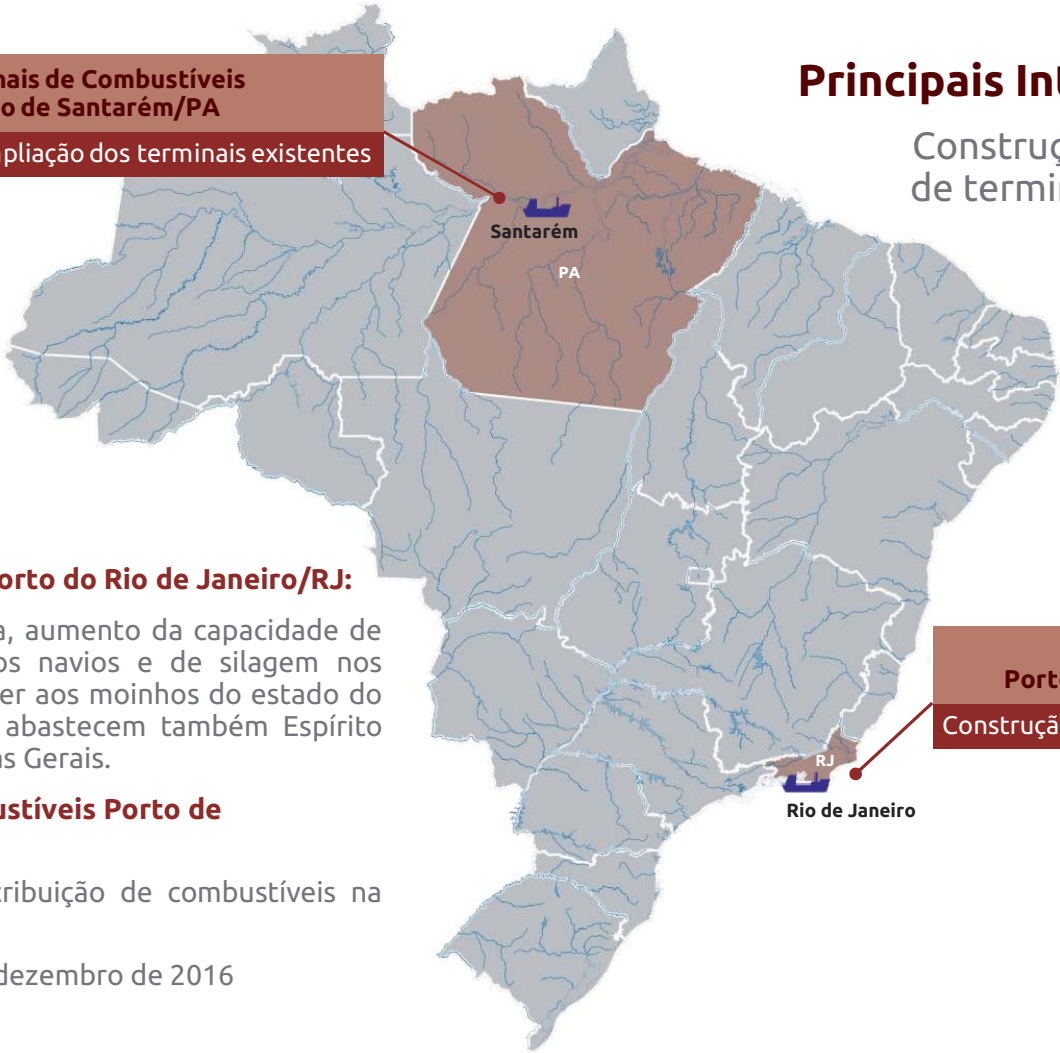 nais de Combustíveis
o de Santarém/PA
pliação dos terminais existentes
Principais Int
Construç
de termi
Santarém
PA
orto do Rio de Janeiro/RJ:
a, aumento da capacidade de
os navios e de silagem nos
er aos moinhos do estado do
abastecem também Espírito
as Gerais.
ustíveis Porto de
tribuição de combustíveis na
dezembro de 2016
Port
Construçã
RJ
Rio de Janeiro